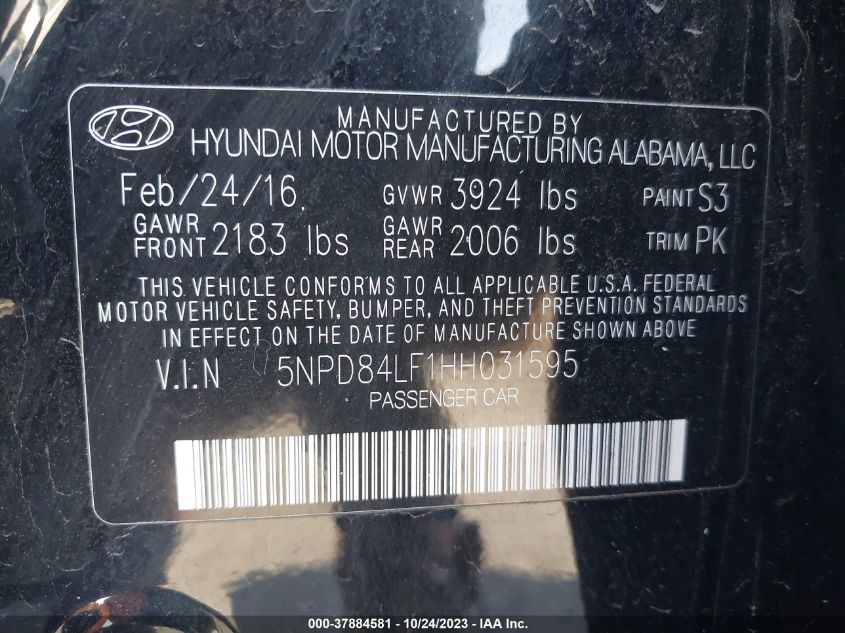 MANUFACTURED BY
HYUNDAI MOTOR MANUFACTURING ALABAMA, LLC
Feb/24/16 GVWR 3924 lbs PAINT S3
GAWR FRONT 2183 lbs GAWR REAR 2006 lbs TRIM PK
THIS VEHICLE CONFORMS TO ALL APPLICABLE U.S.A. FEDERAL
MOTOR VEHICLE SAFETY, BUMPER, AND THEFT PREVENTION STANDARDS
IN EFFECT ON THE DATE OF MANUFACTURE SHOWN ABOVE
V.I.N 5NPD84LF1HH031595
PASSENGER CAR
000-37884581 - 10/24/2023 - IAA Inc.